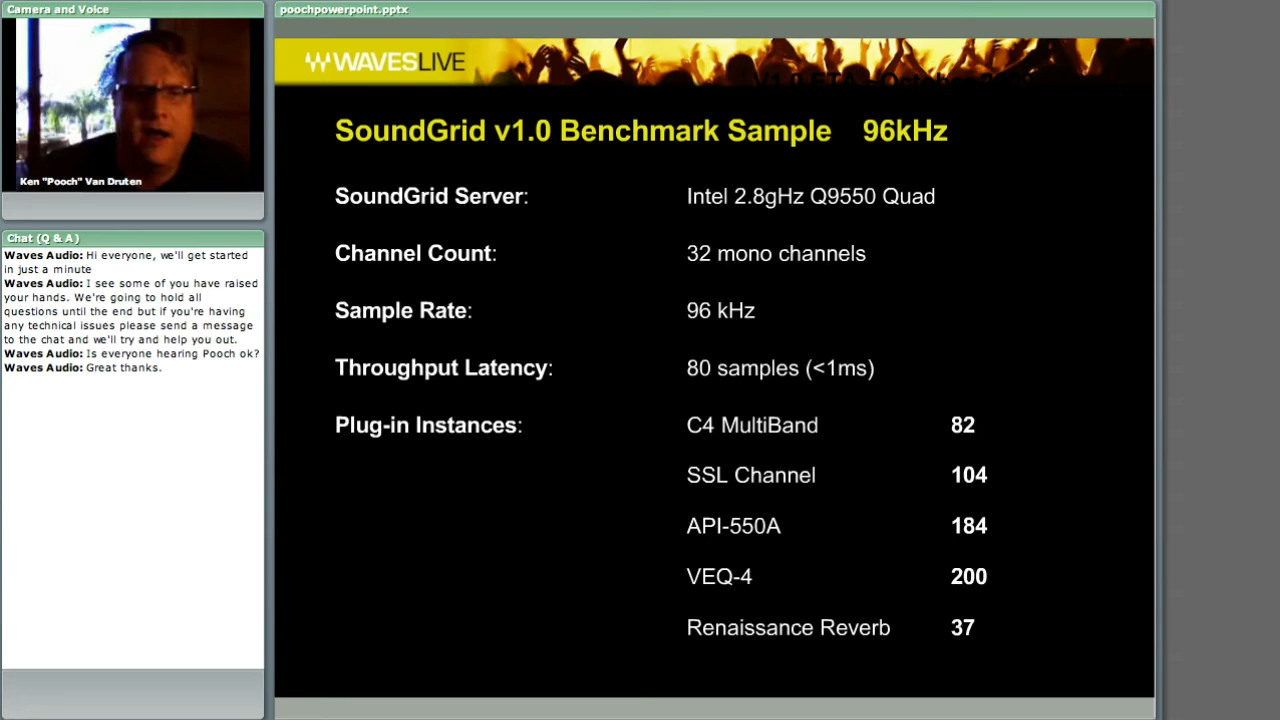 Camera and Voice
Ken "Pooch" Van Druten
Chat (Q & A)
Waves Audio: Hi everyone, we'll get started
in just a minute
Waves Audio: I see some of you have raised
your hands. We're going to hold all
questions until the end but if you're having
any technical issues please send a message
to the chat and we'll try and help you out.
Waves Audio: Is everyone hearing Pooch ok?
Waves Audio: Great thanks.
poochpowerpoint.pptx
WAVESLIVE
SoundGrid v1.0 Benchmark Sample 96kHz
SoundGrid Server: Intel 2.8gHz Q9550 Quad
Channel Count: 32 mono channels
Sample Rate: 96 kHz
Throughput Latency: 80 samples (<1ms)
Plug-in Instances: C4 MultiBand 82
SSL Channel 104
API-550A 184
VEQ-4 200
Renaissance Reverb 37